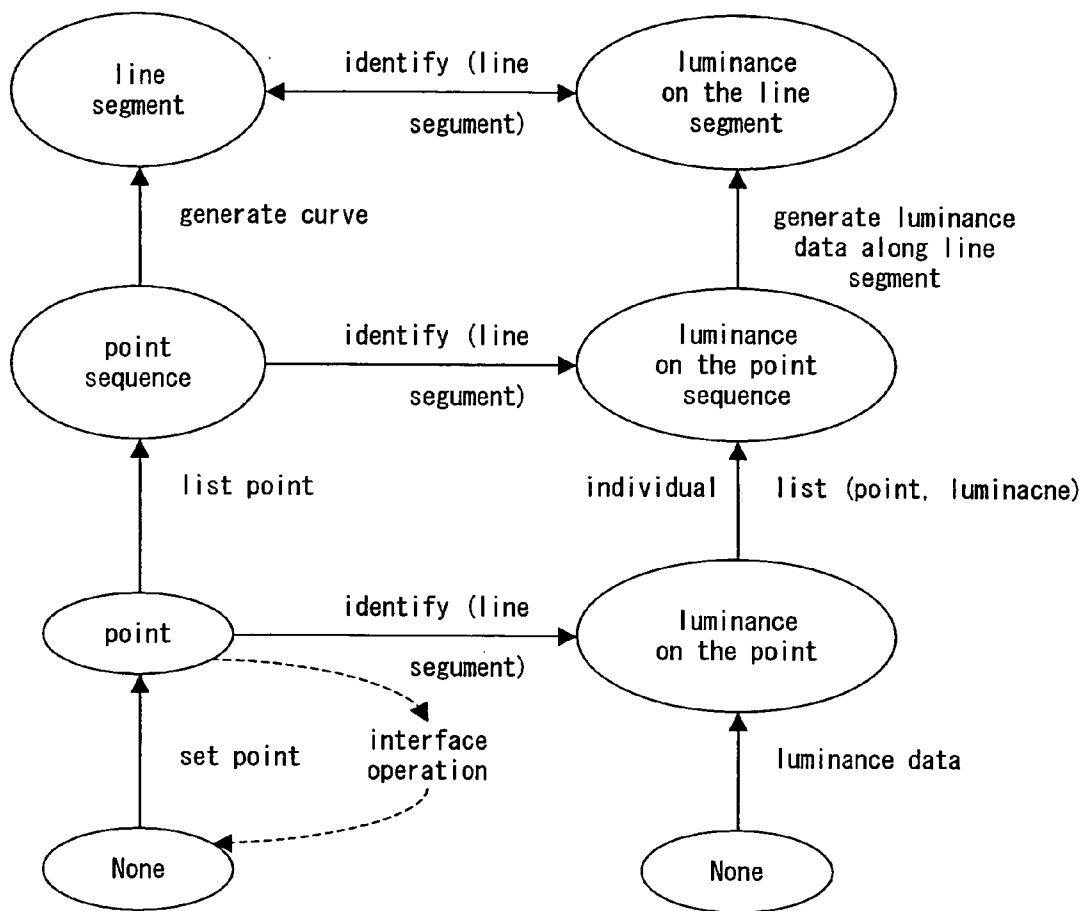 line
segment
identify (line
segument)
luminance
on the line
segment
generate curve
generate luminance
data along line
segment
point
sequence
identify (line
segument)
luminance
on the point
sequence
list point
individual
list (point, luminacne)
point
identify (line
segument)
luminance
on the point
set point
interface
operation
luminance data
None
None